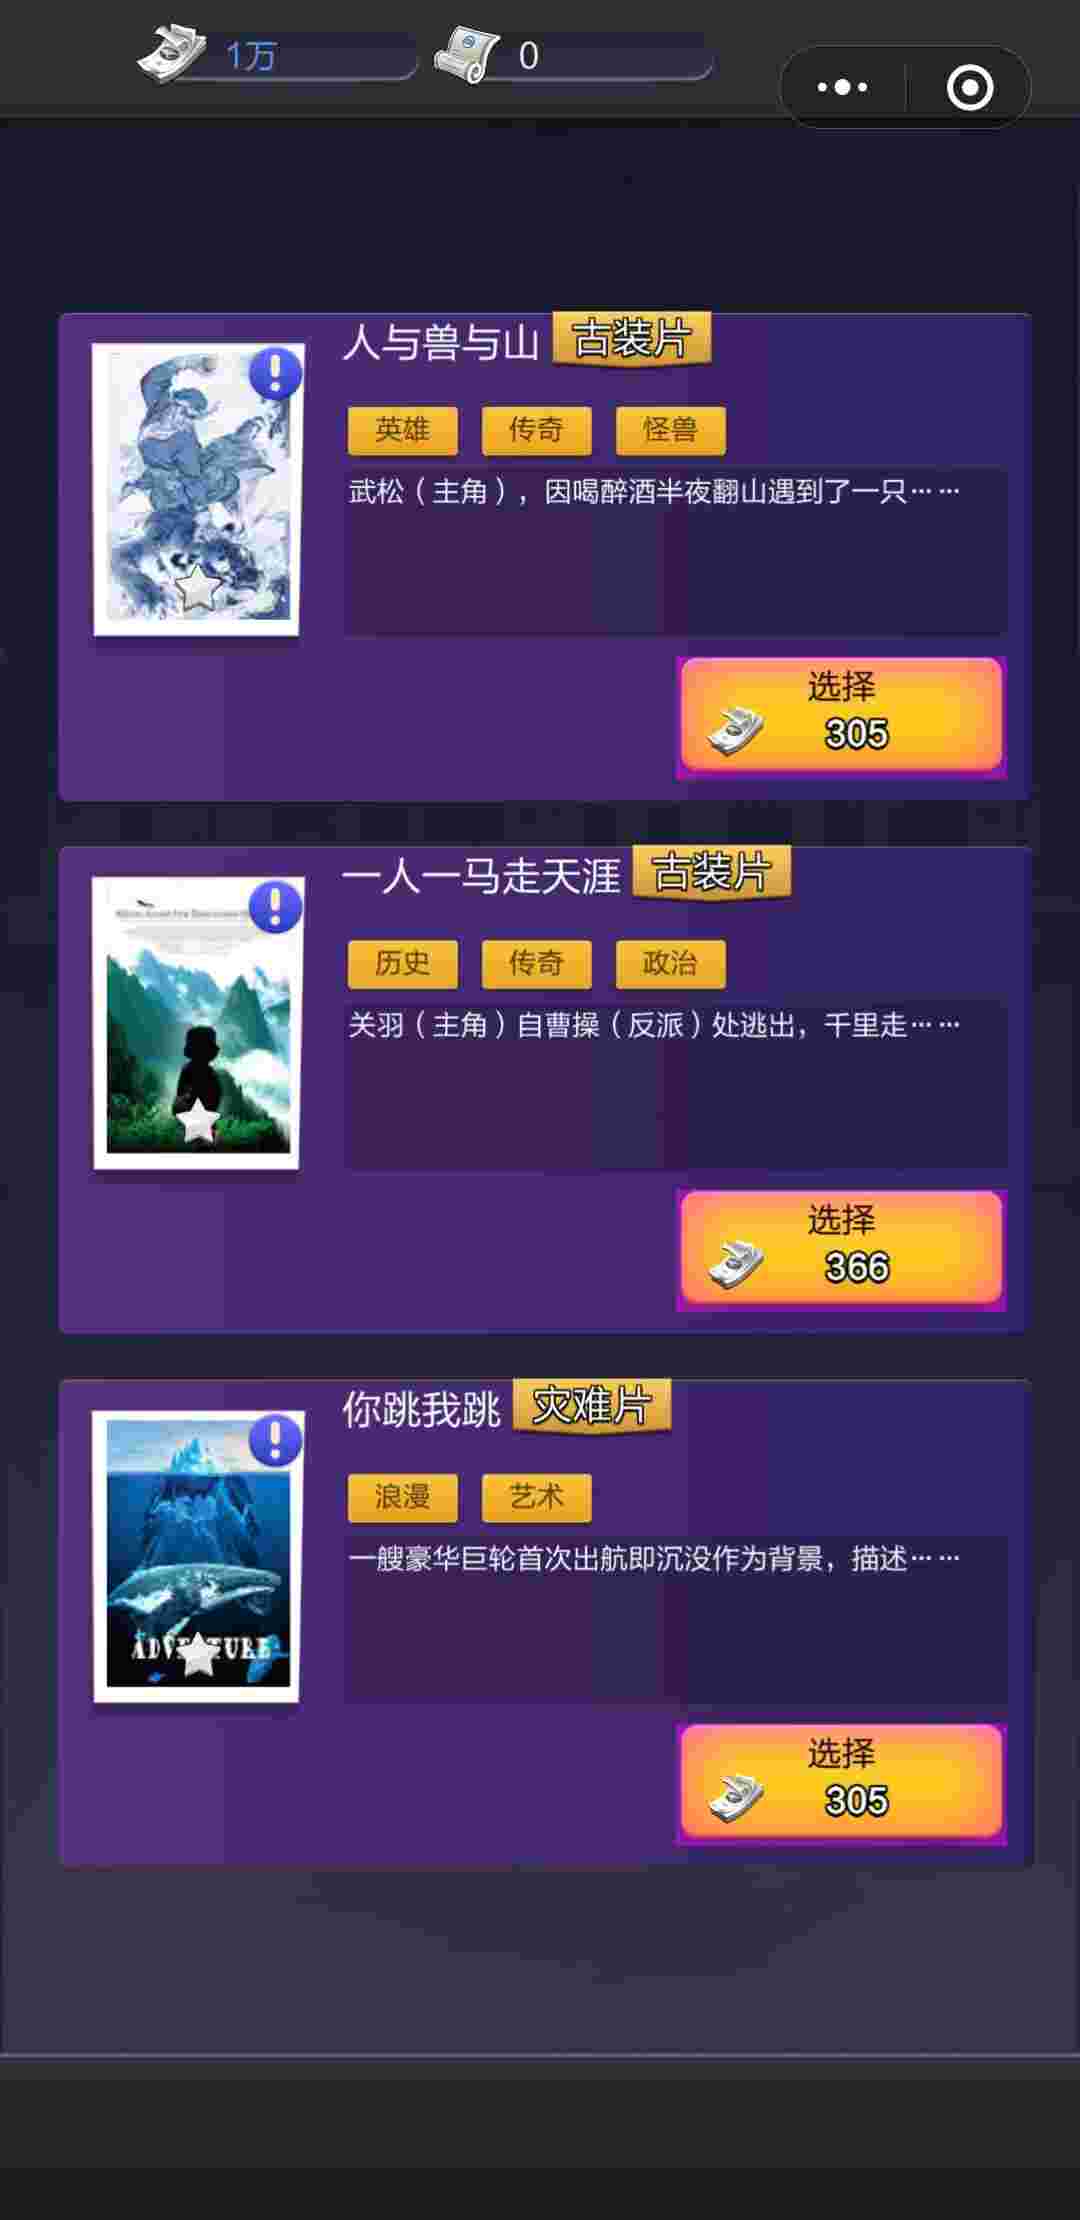 1万
0
人与兽与山 古装片
英雄 传奇 怪兽
武松（主角），因喝醉酒半夜翻山遇到了一只……
选择
305
一人一马走天涯 古装片
历史 传奇 政治
关羽（主角）自曹操（反派）处逃出，千里走……
选择
366
你跳我跳 灾难片
浪漫 艺术
一艘豪华巨轮首次出航即沉没作为背景，描述……
ADVENTURE
选择
305